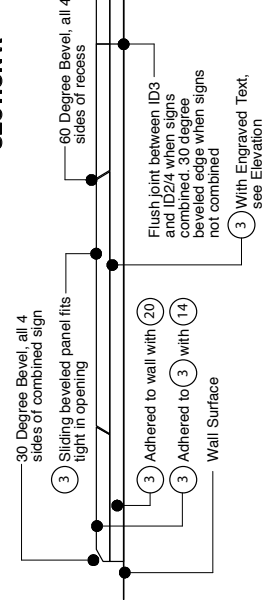 30 Degree Bevel, all 4
sides of combined sign
3 Sliding beveled panel fits
tight in opening
60 Degree Bevel, all 4
sides of recess
3 Adhered to wall with 20
3 Adhered to 3 with 14
Wall Surface
Flush joint between ID3
and ID2/4 when signs
combined. 30 degree
beveled edge when signs
not combined
3 With Engraved Text,
see Elevation